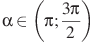 α ∈ (π; 3π/2)